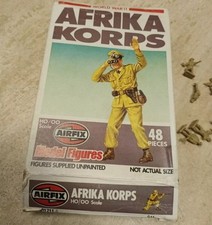 WORLD WAR II
AFRIKA
KORPS
HO/OO
Scale
AIRFIX
Model Figures
48
PIECES
FIGURES SUPPLIED UNPAINTED
NOT ACTUAL SIZE
AIRFIX
AFRIKA KORPS
HO/OO Scale